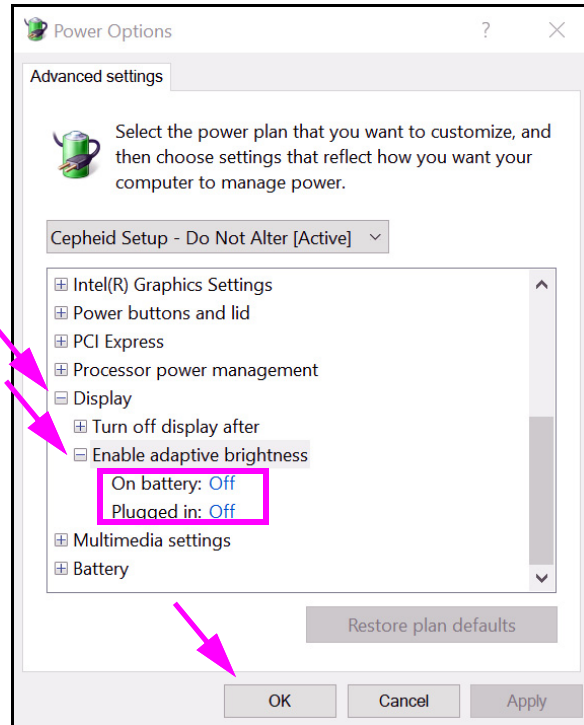 Power Options
Advanced settings
Select the power plan that you want to customize, and
then choose settings that reflect how you want your
computer to manage power.
Cepheid Setup - Do Not Alter [Active]
Intel(R) Graphics Settings
Power buttons and lid
PCI Express
Processor power management
Display
Turn off display after
Enable adaptive brightness
On battery: Off
Plugged in: Off
Multimedia settings
Battery
Restore plan defaults
OK Cancel Apply